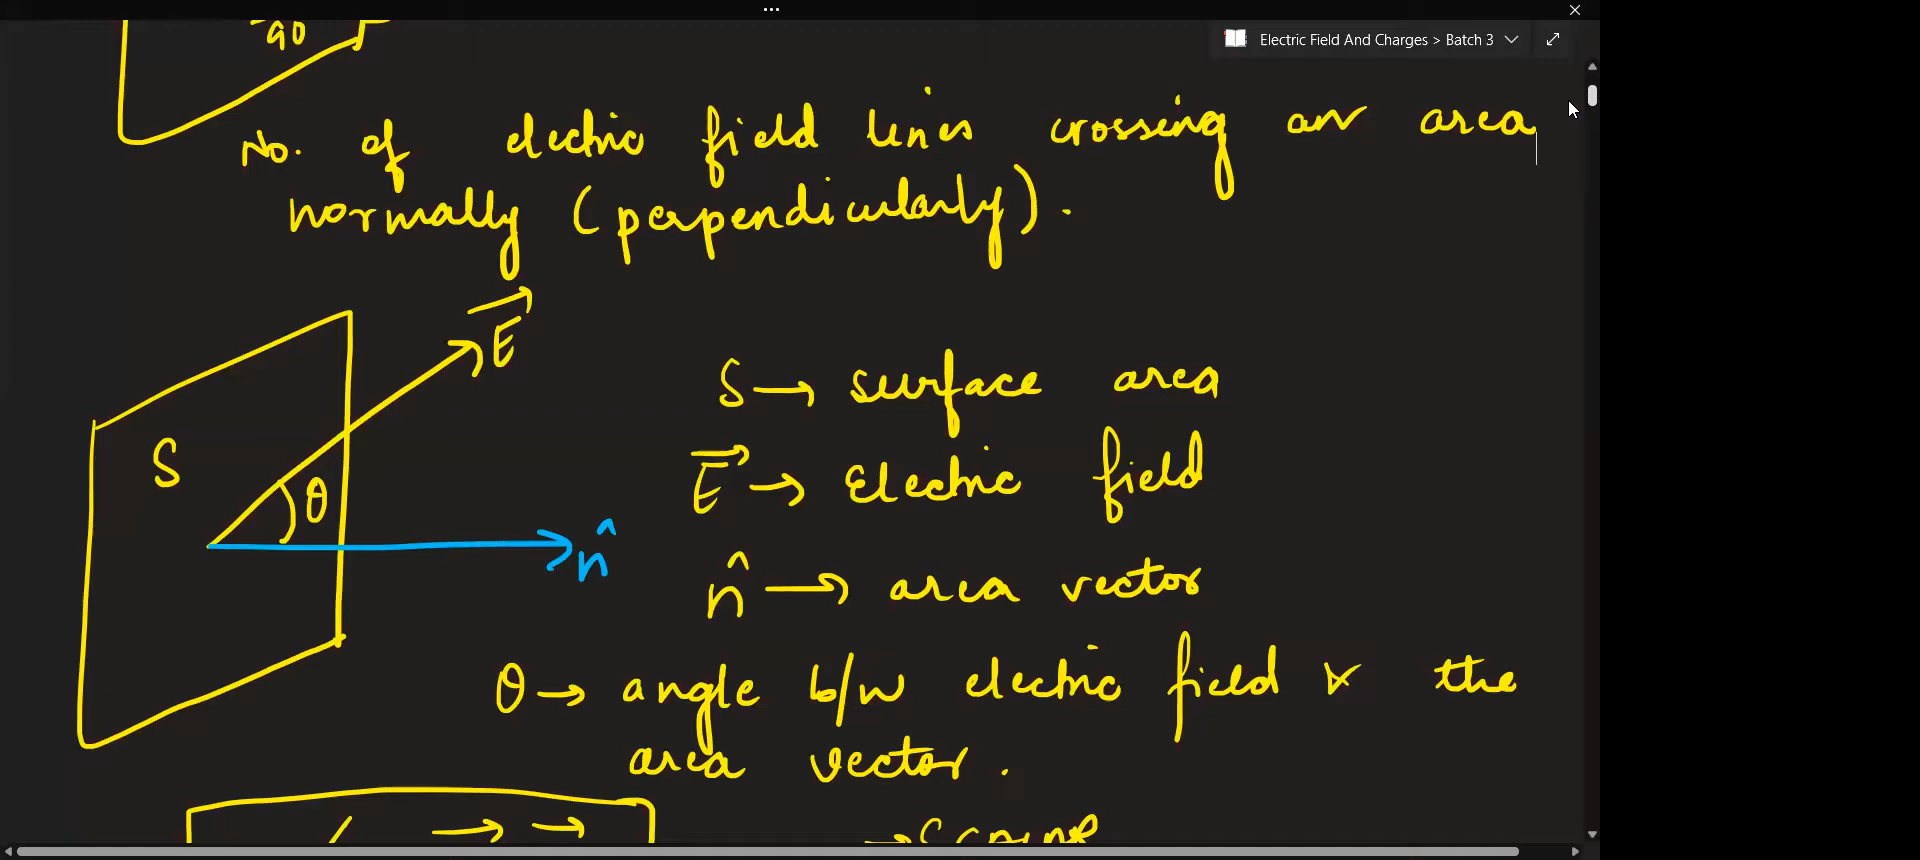 90
Electric Field And Charges > Batch 3
No. of electric field lines crossing an area
normally (perpendicularly).
E
S → surface area
S
E → Electric field
θ
n̂
n̂ → area vector
θ → angle b/w electric field & the
area vector.